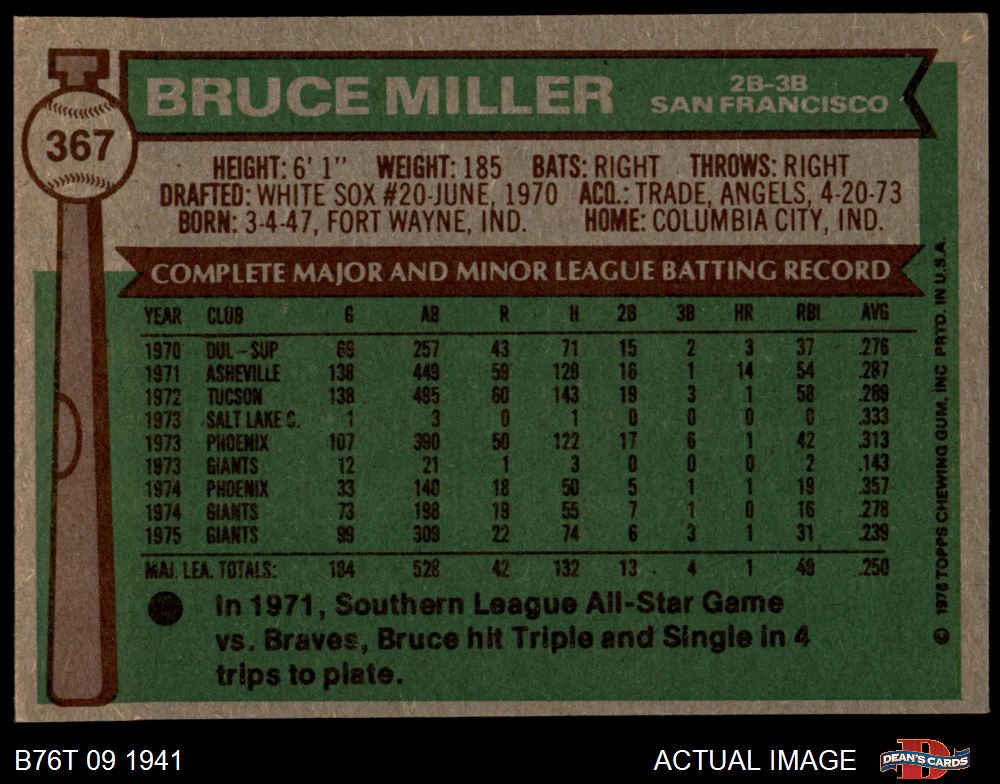 BRUCE MILLER
2B-3B
SAN FRANCISCO
367
HEIGHT: 6' 1" WEIGHT: 185 BATS: RIGHT THROWS: RIGHT
DRAFTED: WHITE SOX #20-JUNE, 1970 ACQ.: TRADE, ANGELS, 4-20-73
BORN: 3-4-47, FORT WAYNE, IND. HOME: COLUMBIA CITY, IND.
COMPLETE MAJOR AND MINOR LEAGUE BATTING RECORD
YEAR CLUB G AB R H 2B 3B HR RBI AVG
1970 DUL-SUP 69 257 43 71 15 2 3 37 .276
1971 ASHEVILLE 138 449 59 129 16 1 14 54 .287
1972 TUCSON 138 495 60 143 19 3 1 58 .289
1973 SALT LAKE C. 1 3 0 1 0 0 0 0 .333
1973 PHOENIX 107 390 50 122 17 6 1 42 .313
1973 GIANTS 12 21 1 3 0 0 0 2 .143
1974 PHOENIX 33 140 18 50 5 1 1 19 .357
1974 GIANTS 73 198 19 55 7 1 0 16 .278
1975 GIANTS 99 309 22 74 6 3 1 31 .239
MAJ. LEA. TOTALS: 184 528 42 132 13 4 1 49 .250
In 1971, Southern League All-Star Game
vs. Braves, Bruce hit Triple and Single in 4
trips to plate.
© 1976 TOPPS CHEWING GUM, INC PRTD. IN U.S.A.
B76T 09 1941
ACTUAL IMAGE
DEAN'S CARDS